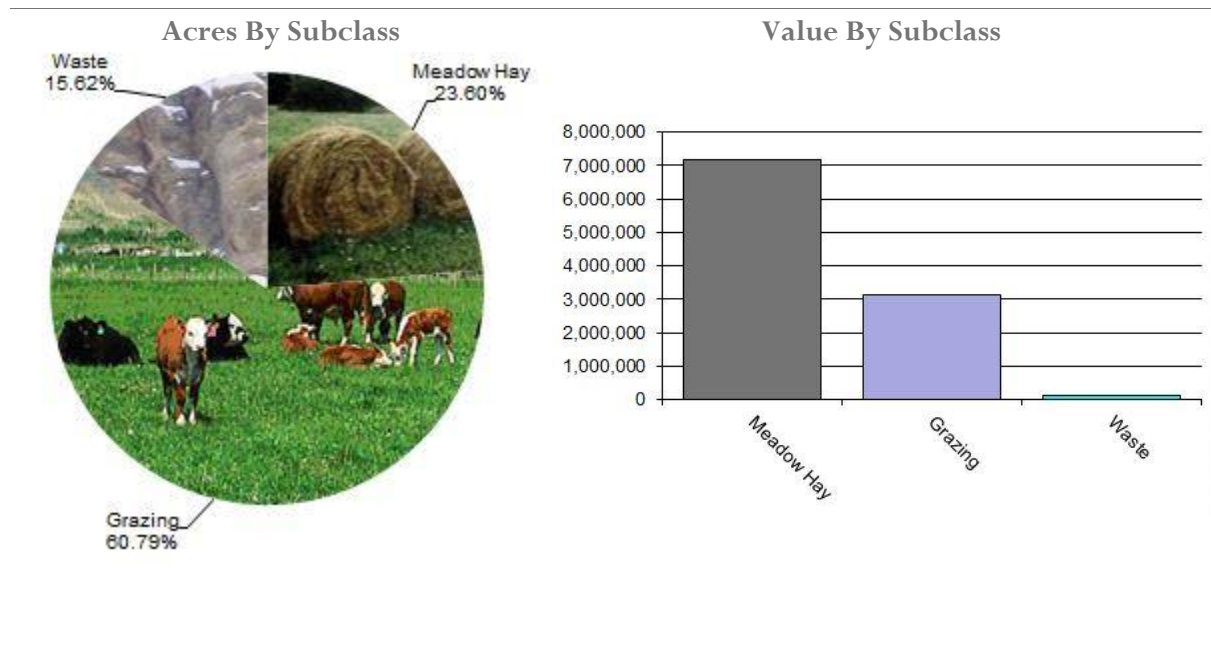 Acres By Subclass
Waste
15.62%
Meadow Hay
23.60%
Grazing
60.79%
Value By Subclass
8,000,000
7,000,000
6,000,000
5,000,000
4,000,000
3,000,000
2,000,000
1,000,000
0
Meadow Hay
Grazing
Waste